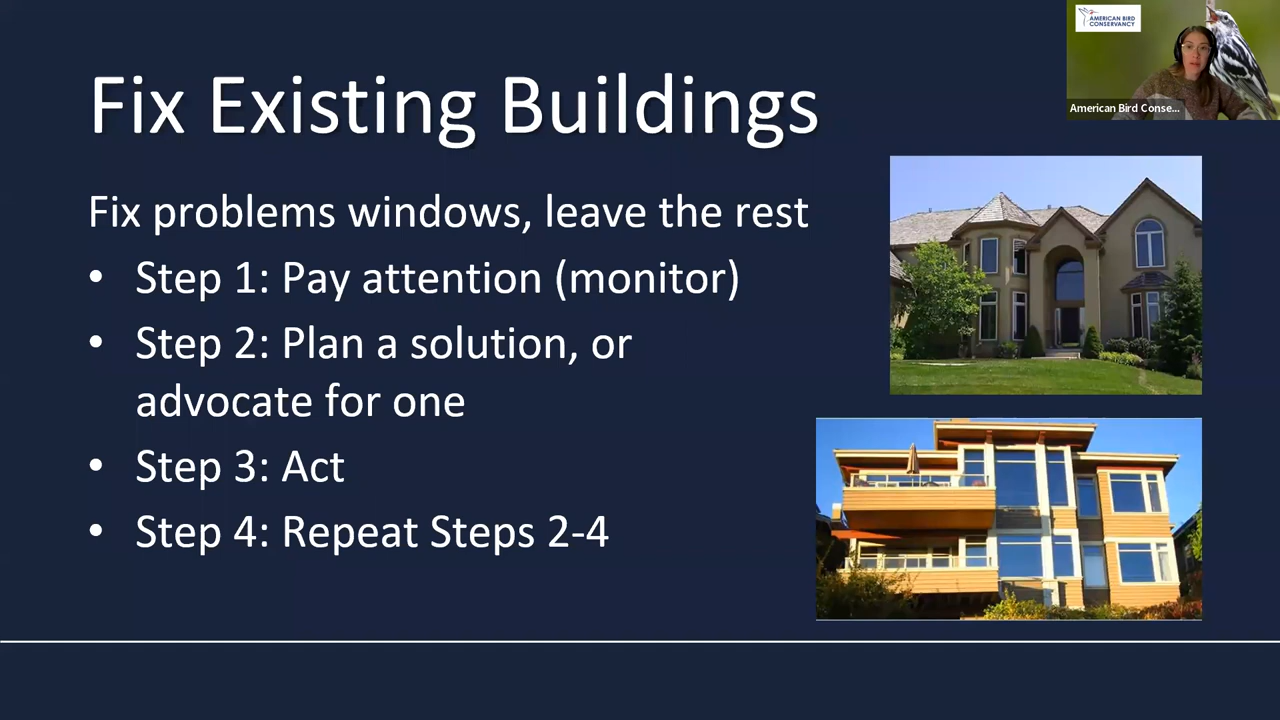 Fix Existing Buildings
Fix problems windows, leave the rest
• Step 1: Pay attention (monitor)
• Step 2: Plan a solution, or
advocate for one
• Step 3: Act
• Step 4: Repeat Steps 2-4
AMERICAN BIRD
CONSERVANCY
American Bird Conse...